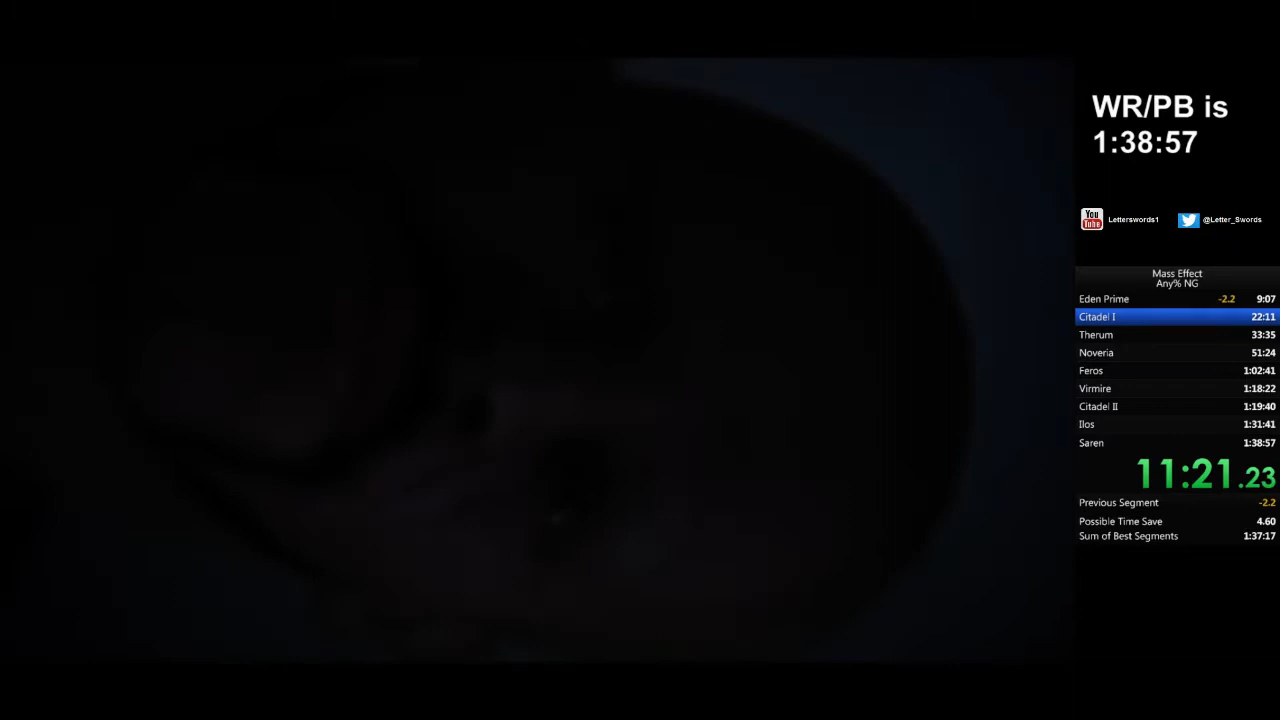 WR/PB is
1:38:57
You Tube Letterswords1 @Letter_Swords
Mass Effect
Any% NG
Eden Prime -2.2 9:07
Citadel I 22:11
Therum 33:35
Noveria 51:24
Feros 1:02:41
Virmire 1:18:22
Citadel II 1:19:40
Ilos 1:31:41
Saren 1:38:57
11:21.23
Previous Segment -2.2
Possible Time Save 4.60
Sum of Best Segments 1:37:17